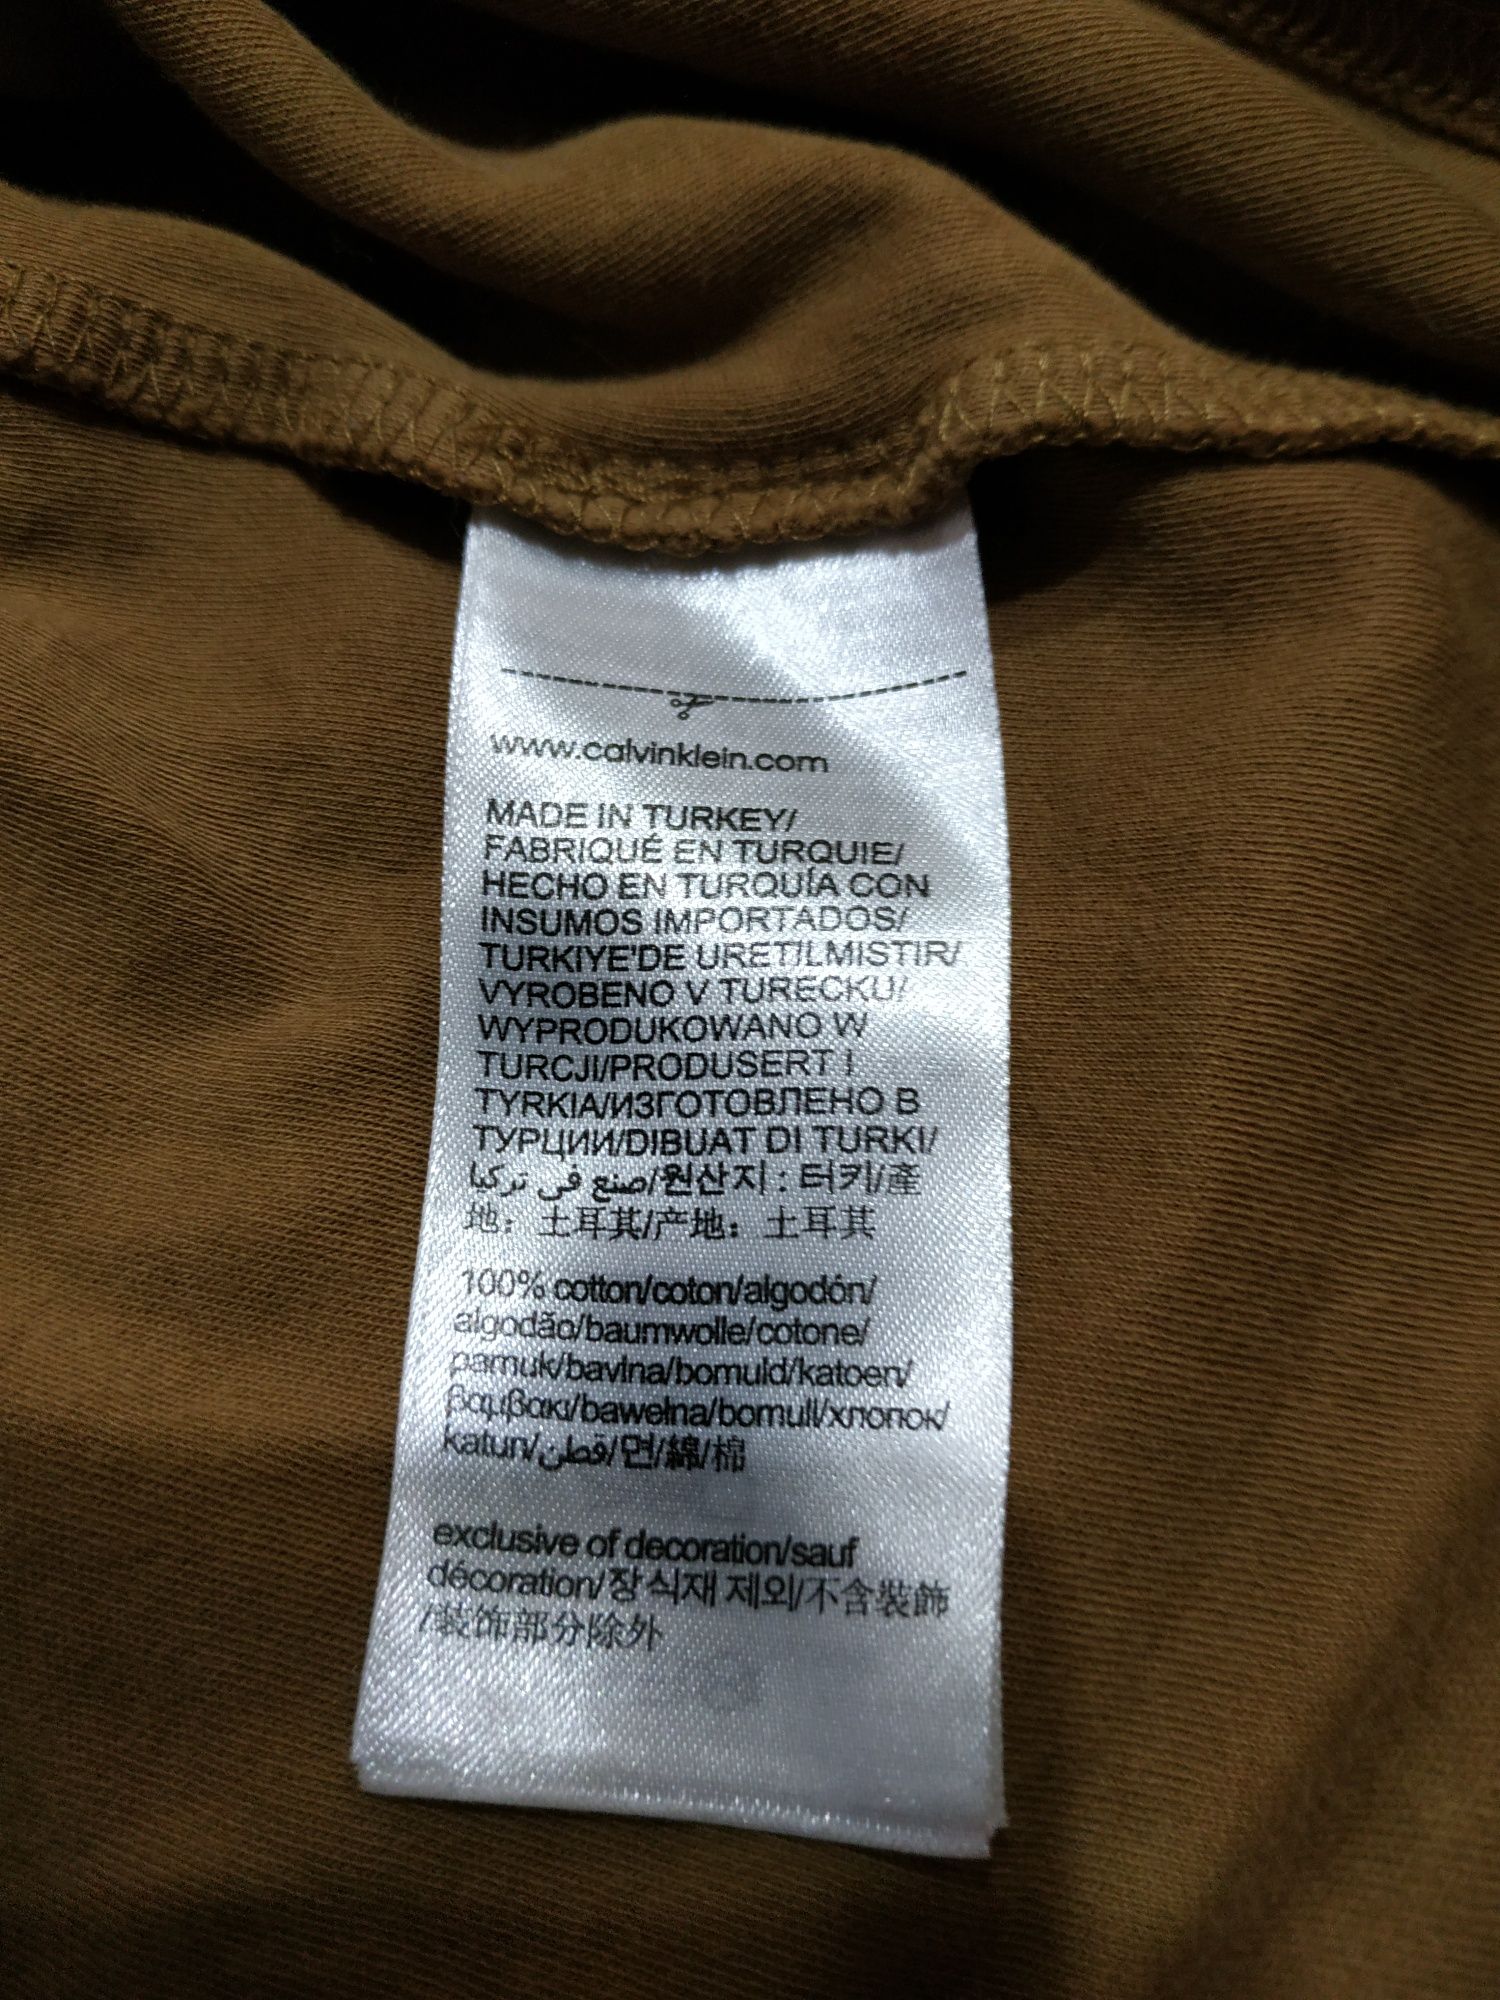 www.calvinklein.com
MADE IN TURKEY/
FABRIQUÉ EN TURQUIE/
HECHO EN TURQUÍA CON
INSUMOS IMPORTADOS/
TURKIYE'DE URETILMISTIR/
VYROBENO V TURECKU/
WYPRODUKOWANO W
TURCJI/PRODUSERT I
TYRKIA/ИЗГОТОВЛЕНО В
ТУРЦИИ/DIBUAT DI TURKI/
صنع في تركيا/원산지 : 터키/產
地：土耳其/产地：土耳其
100% cotton/coton/algodón/
algodão/baumwolle/cotone/
pamuk/bavlna/bomuld/katoen/
βαμβακι/bawełna/bomull/хлопок/
katun/قطن/면/綿/棉
exclusive of decoration/sauf
décoration/장식재 제외/不含裝飾
/装饰部分除外